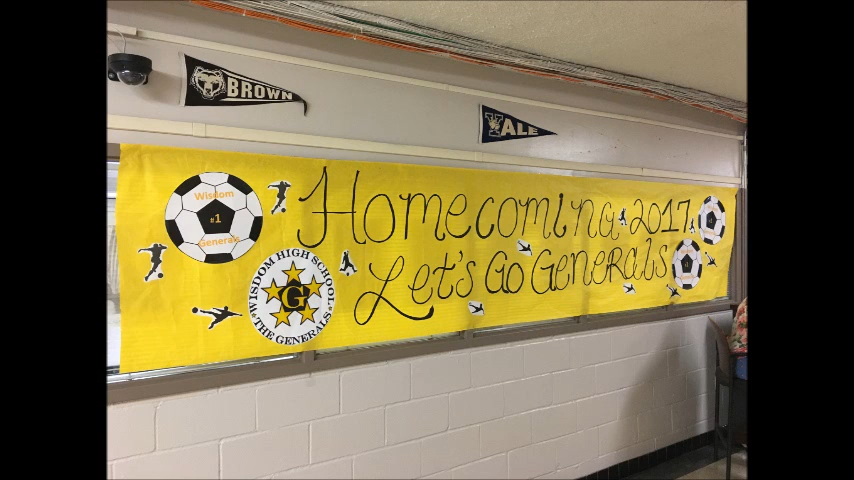 BROWN
YALE
Wisdom
#1
Generals
Homecoming 2017
Let's Go Generals
WISDOM HIGH SCHOOL
G
THE GENERALS